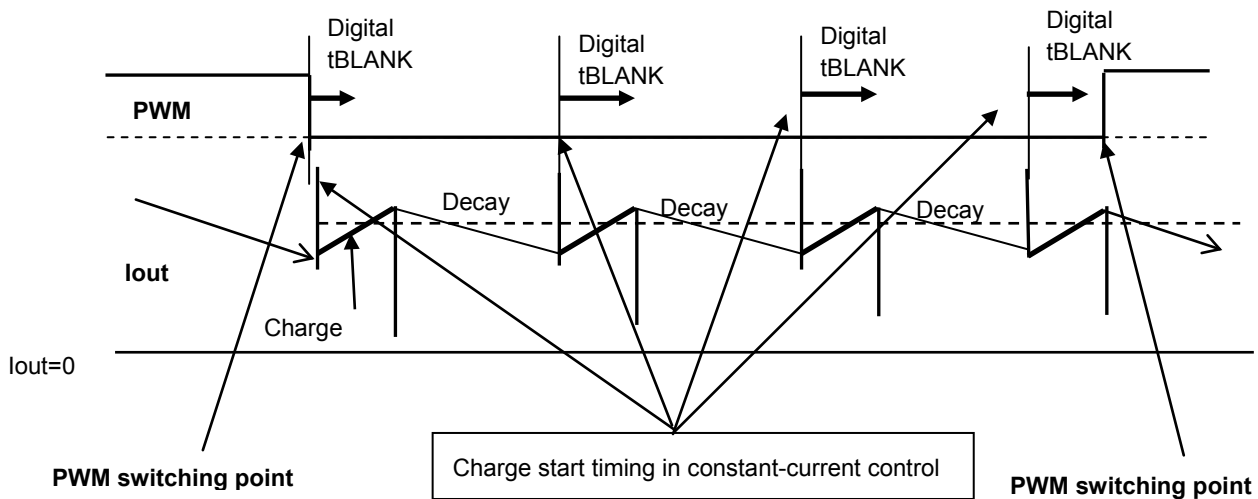 Digital
tBLANK
Digital
tBLANK
Digital
tBLANK
Digital
tBLANK
PWM
Decay
Decay
Decay
Iout
Charge
Iout=0
Charge start timing in constant-current control
PWM switching point
PWM switching point